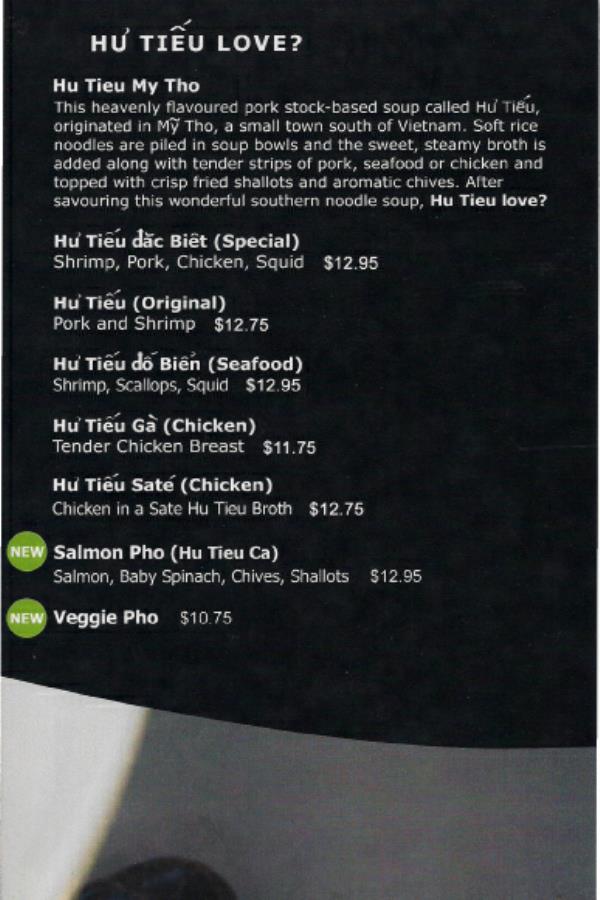 HƯ TIẾU LOVE?
Hu Tieu My Tho
This heavenly flavoured pork stock-based soup called Hư Tiếu,
originated in Mỹ Tho, a small town south of Vietnam. Soft rice
noodles are piled in soup bowls and the sweet, steamy broth is
added along with tender strips of pork, seafood or chicken and
topped with crisp fried shallots and aromatic chives. After
savouring this wonderful southern noodle soup, Hu Tieu love?
Hư Tiếu đăc Biêt (Special)
Shrimp, Pork, Chicken, Squid $12.95
Hư Tiếu (Original)
Pork and Shrimp $12.75
Hư Tiếu đồ Biển (Seafood)
Shrimp, Scallops, Squid $12.95
Hư Tiếu Gà (Chicken)
Tender Chicken Breast $11.75
Hư Tiếu Saté (Chicken)
Chicken in a Sate Hu Tieu Broth $12.75
NEW Salmon Pho (Hu Tieu Ca)
Salmon, Baby Spinach, Chives, Shallots $12.95
NEW Veggie Pho $10.75